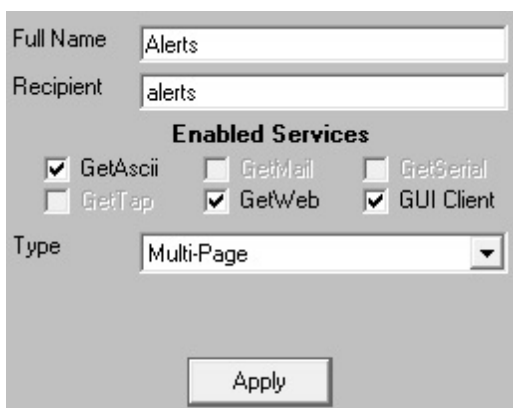 Full Name Alerts
Recipient alerts
Enabled Services
GetAscii GetMail GetSerial
GetTap GetWeb GUI Client
Type Multi-Page
Apply